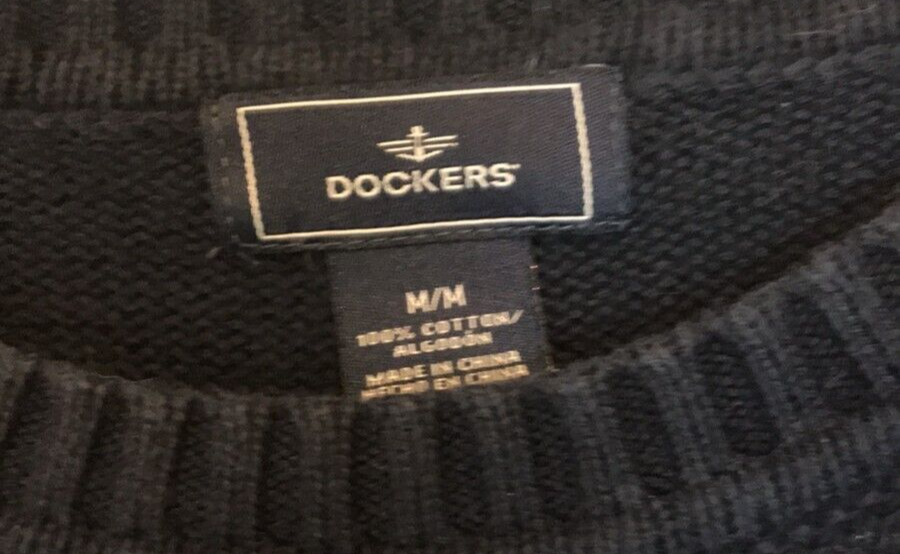 DOCKERS
M/M
100% COTTON/
ALGODÓN
MADE IN CHINA
HECHO EN CHINA